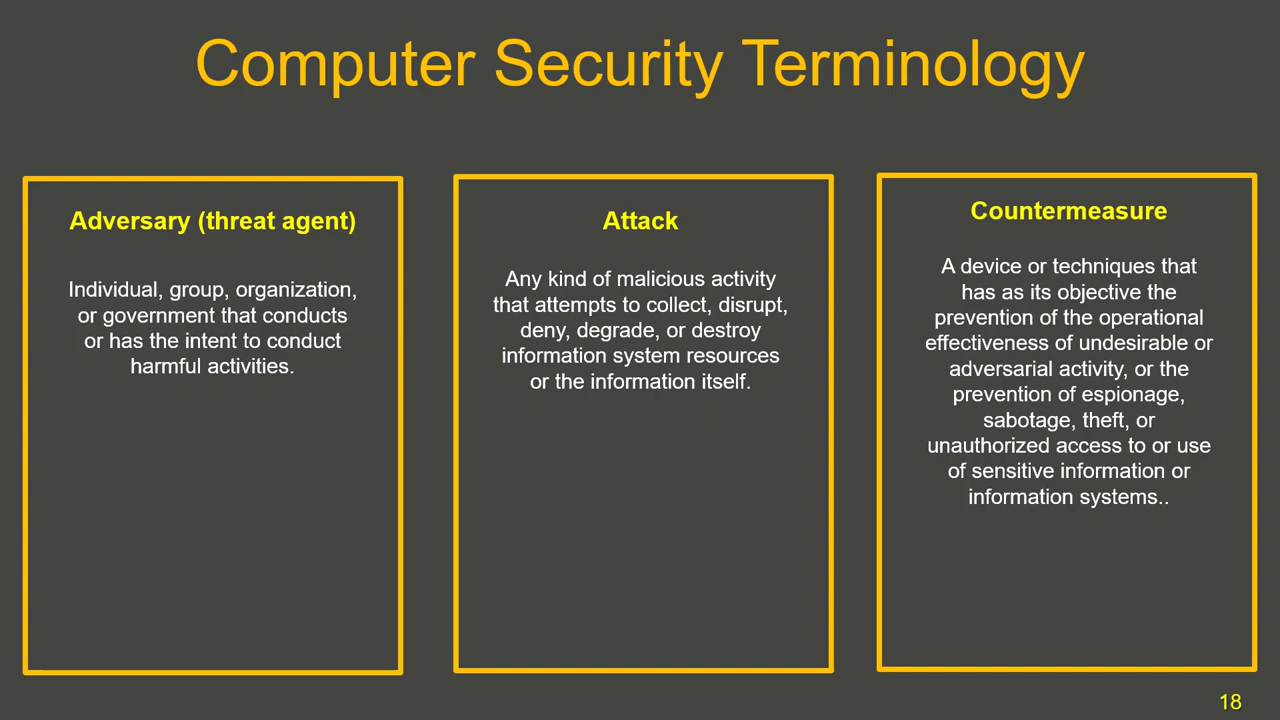 Computer Security Terminology
Adversary (threat agent)
Individual, group, organization,
or government that conducts
or has the intent to conduct
harmful activities.
Attack
Any kind of malicious activity
that attempts to collect, disrupt,
deny, degrade, or destroy
information system resources
or the information itself.
Countermeasure
A device or techniques that
has as its objective the
prevention of the operational
effectiveness of undesirable or
adversarial activity, or the
prevention of espionage,
sabotage, theft, or
unauthorized access to or use
of sensitive information or
information systems..
18